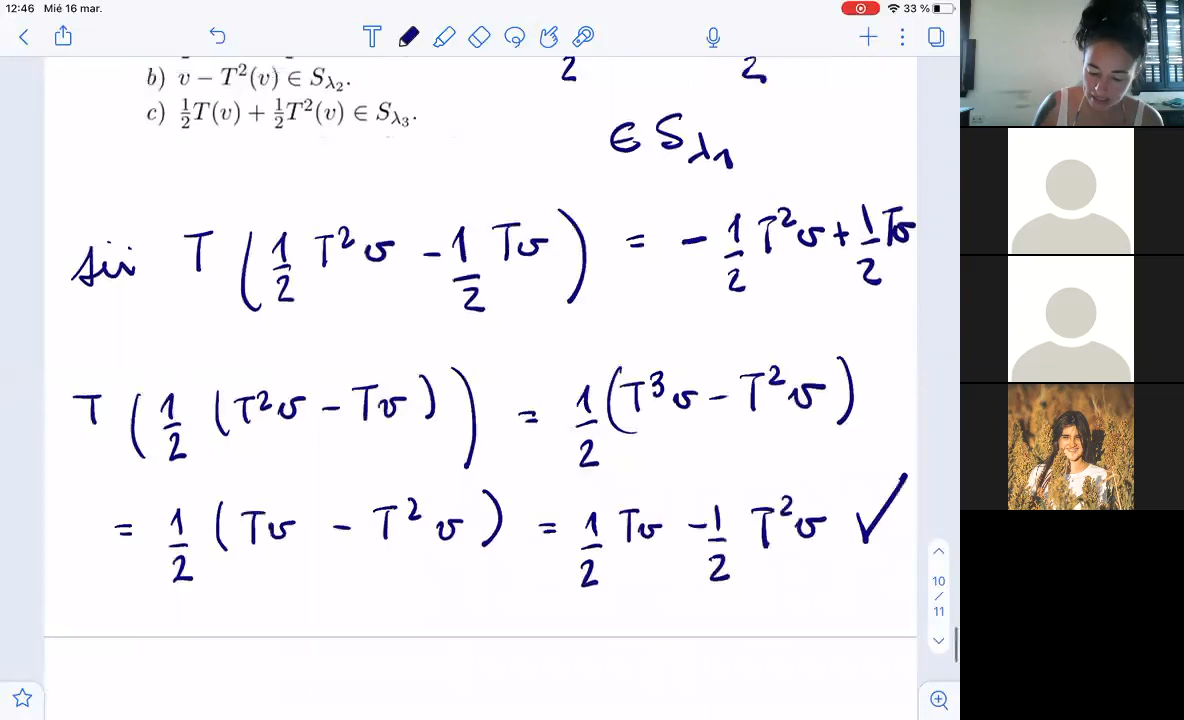 12:46 Mié 16 mar.
33 %
b) v − T²(v) ∈ S_λ₂.
c) ½T(v) + ½T²(v) ∈ S_λ₃.
2 2
∈ S_λ1
sii T ( 1/2 T²v − 1/2 Tv ) = − 1/2 T²v + 1/2 Tv
T ( 1/2 (T²v − Tv) ) = 1/2 (T³v − T²v)
= 1/2 ( Tv − T²v ) = 1/2 Tv − 1/2 T²v ✓
10
/
11